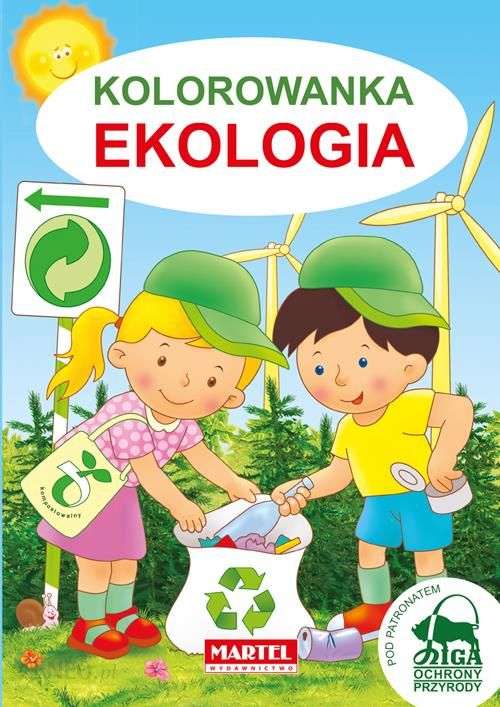 KOLOROWANKA
EKOLOGIA
kompostowalny
MARTEL
WYDAWNICTWO
POD PATRONATEM
LIGA
OCHRONY
PRZYRODY